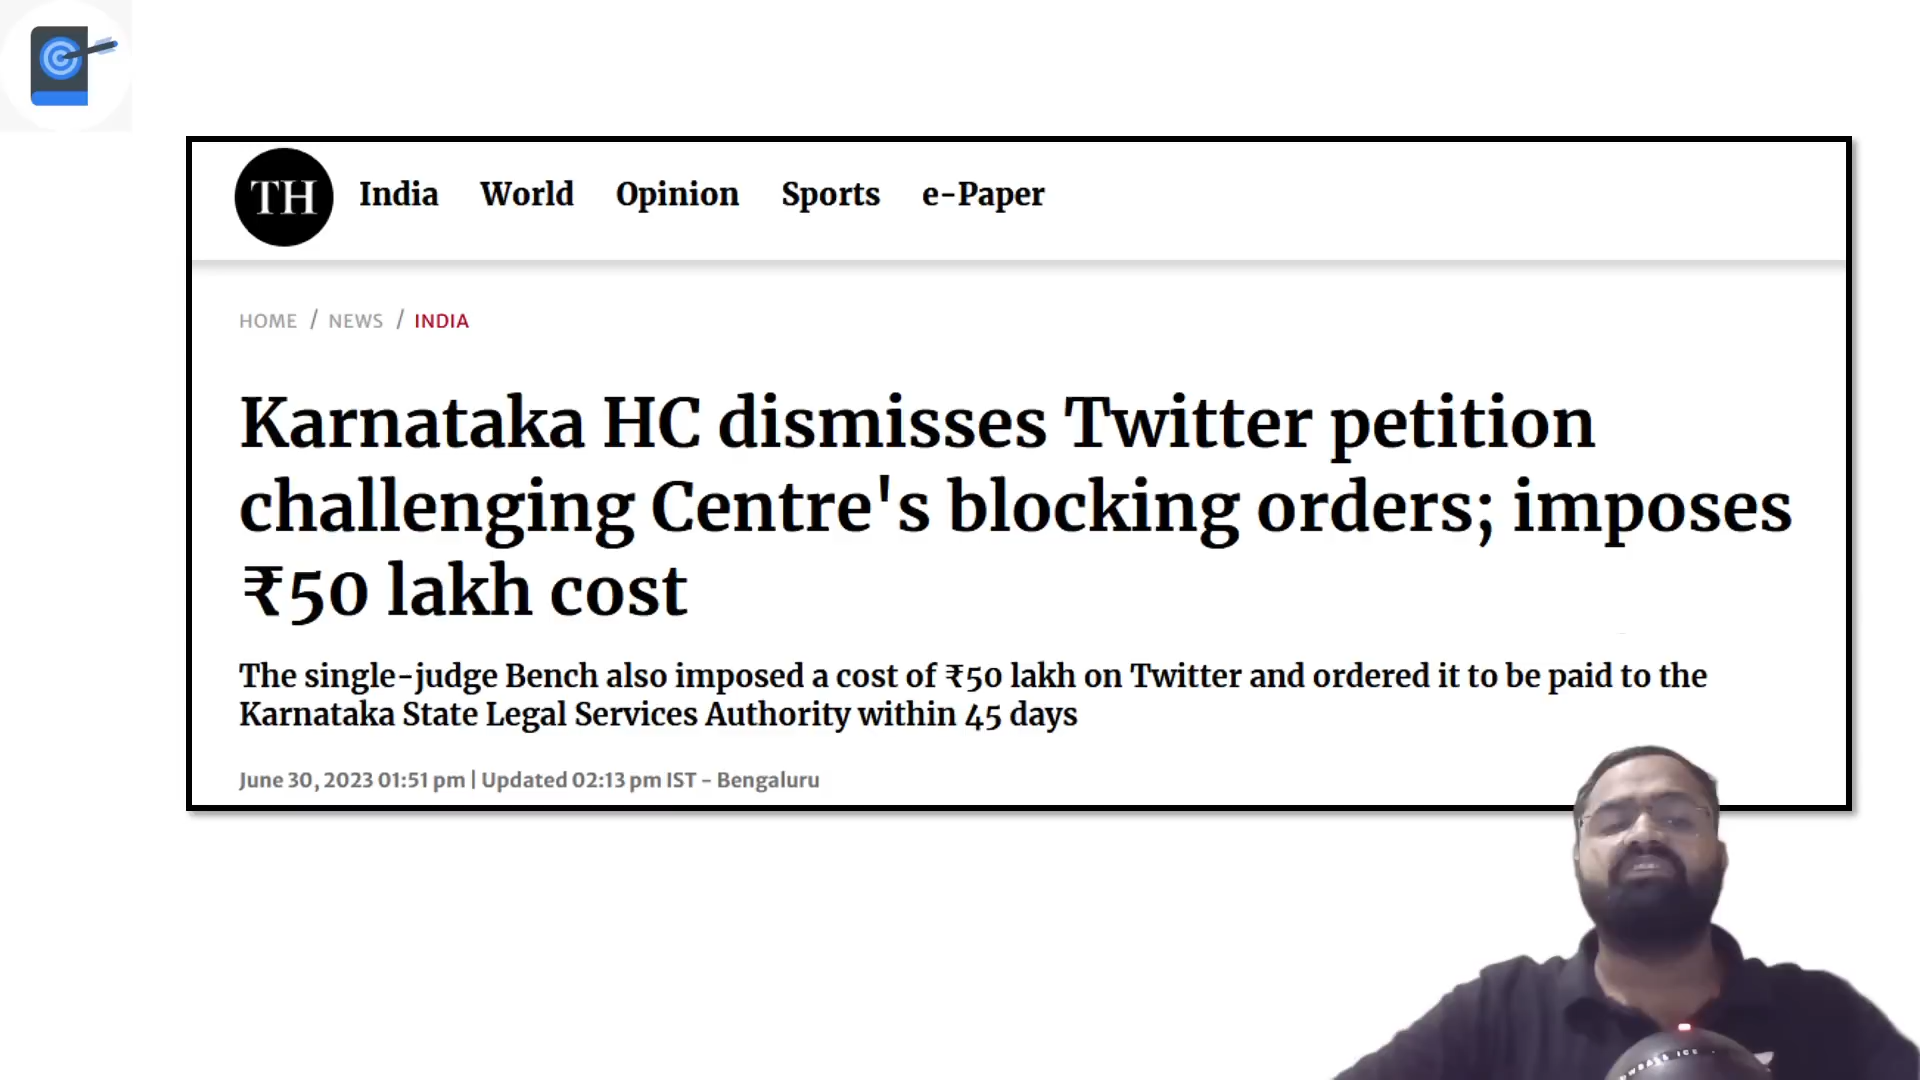 TH India World Opinion Sports e-Paper
HOME / NEWS / INDIA
Karnataka HC dismisses Twitter petition
challenging Centre's blocking orders; imposes
₹50 lakh cost
The single-judge Bench also imposed a cost of ₹50 lakh on Twitter and ordered it to be paid to the
Karnataka State Legal Services Authority within 45 days
June 30, 2023 01:51 pm | Updated 02:13 pm IST - Bengaluru